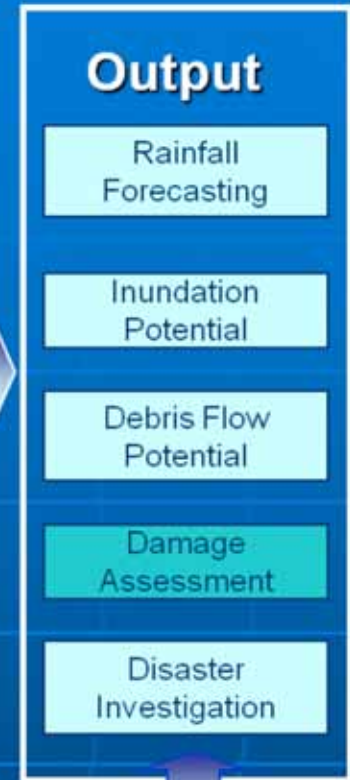 Output
Rainfall
Forecasting
Inundation
Potential
Debris Flow
Potential
Damage
Assessment
Disaster
Investigation